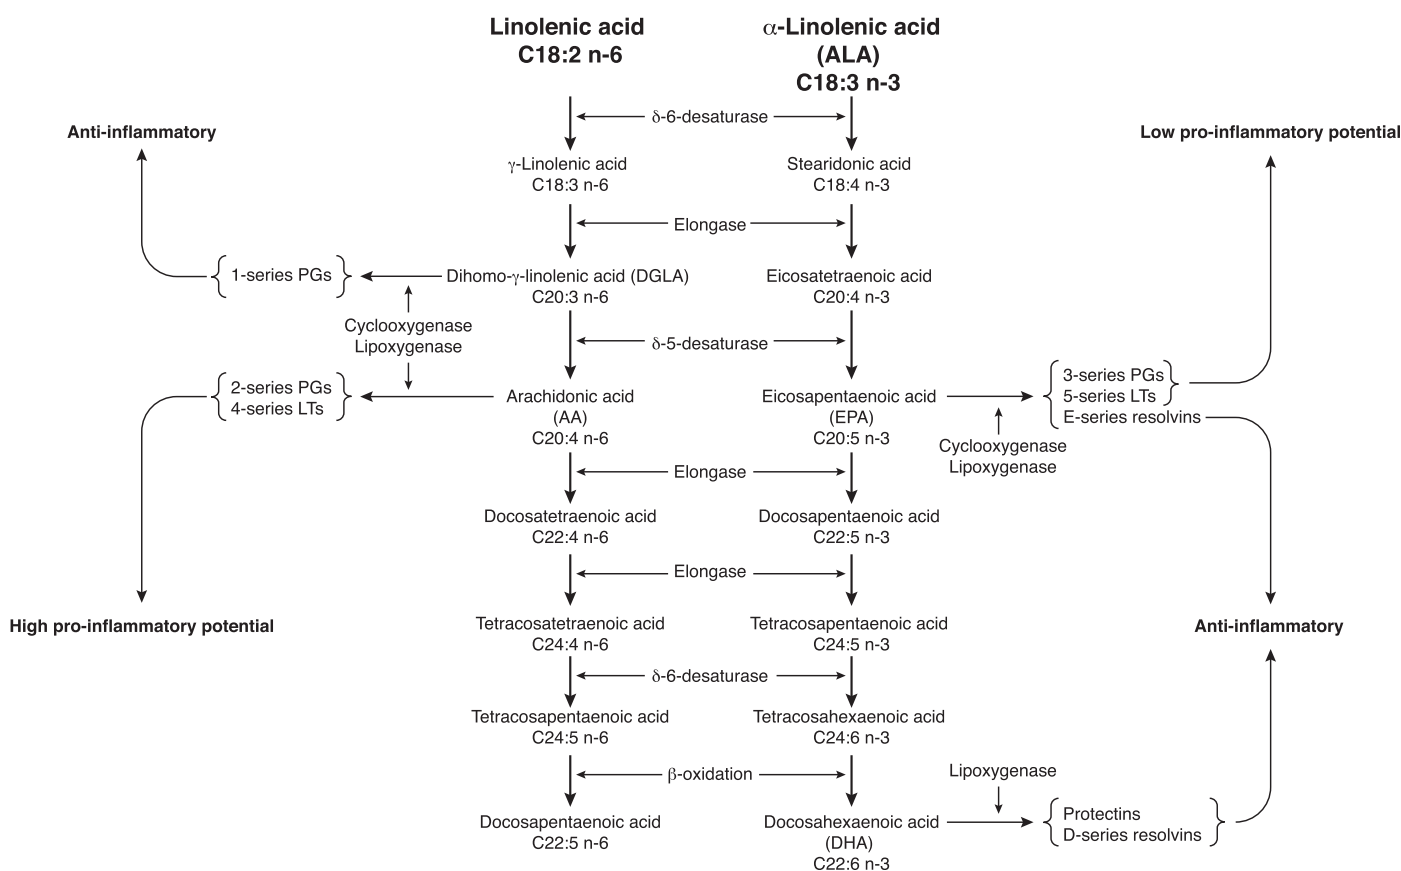 Linolenic acid
C18:2 n-6
α-Linolenic acid
(ALA)
C18:3 n-3
δ-6-desaturase
Anti-inflammatory
Low pro-inflammatory potential
γ-Linolenic acid
C18:3 n-6
Stearidonic acid
C18:4 n-3
Elongase
1-series PGs
Dihomo-γ-linolenic acid (DGLA)
C20:3 n-6
Eicosatetraenoic acid
C20:4 n-3
Cyclooxygenase
Lipoxygenase
δ-5-desaturase
2-series PGs
4-series LTs
Arachidonic acid
(AA)
C20:4 n-6
Eicosapentaenoic acid
(EPA)
C20:5 n-3
3-series PGs
5-series LTs
E-series resolvins
Cyclooxygenase
Lipoxygenase
Elongase
Docosatetraenoic acid
C22:4 n-6
Docosapentaenoic acid
C22:5 n-3
Elongase
High pro-inflammatory potential
Tetracosatetraenoic acid
C24:4 n-6
Tetracosapentaenoic acid
C24:5 n-3
Anti-inflammatory
δ-6-desaturase
Tetracosapentaenoic acid
C24:5 n-6
Tetracosahexaenoic acid
C24:6 n-3
β-oxidation
Lipoxygenase
Docosapentaenoic acid
C22:5 n-6
Docosahexaenoic acid
(DHA)
C22:6 n-3
Protectins
D-series resolvins